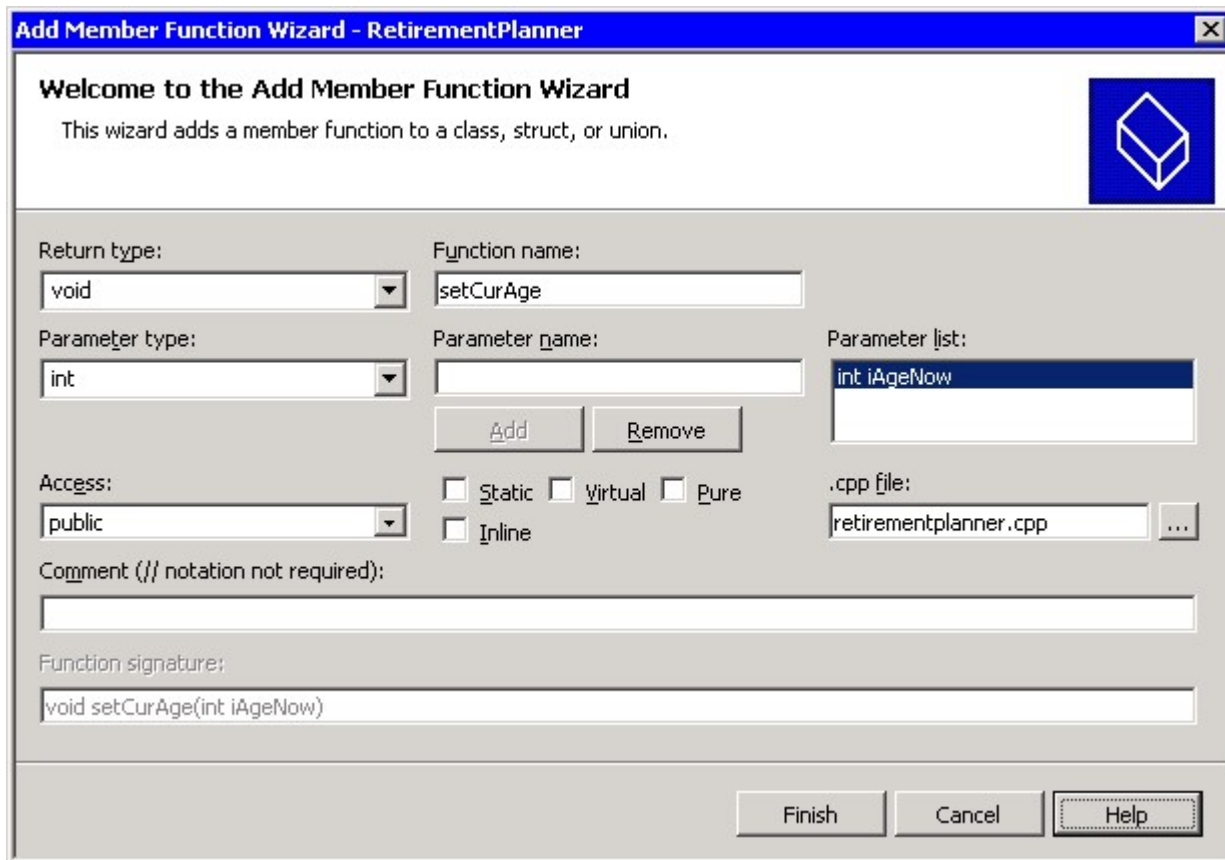 Add Member Function Wizard - RetirementPlanner
Welcome to the Add Member Function Wizard
This wizard adds a member function to a class, struct, or union.
Return type:
void
Function name:
setCurAge
Parameter type:
int
Parameter name:
Parameter list:
int iAgeNow
Add
Remove
Access:
public
Static
Virtual
Pure
Inline
.cpp file:
retirementplanner.cpp
...
Comment (// notation not required):
Function signature:
void setCurAge(int iAgeNow)
Finish
Cancel
Help